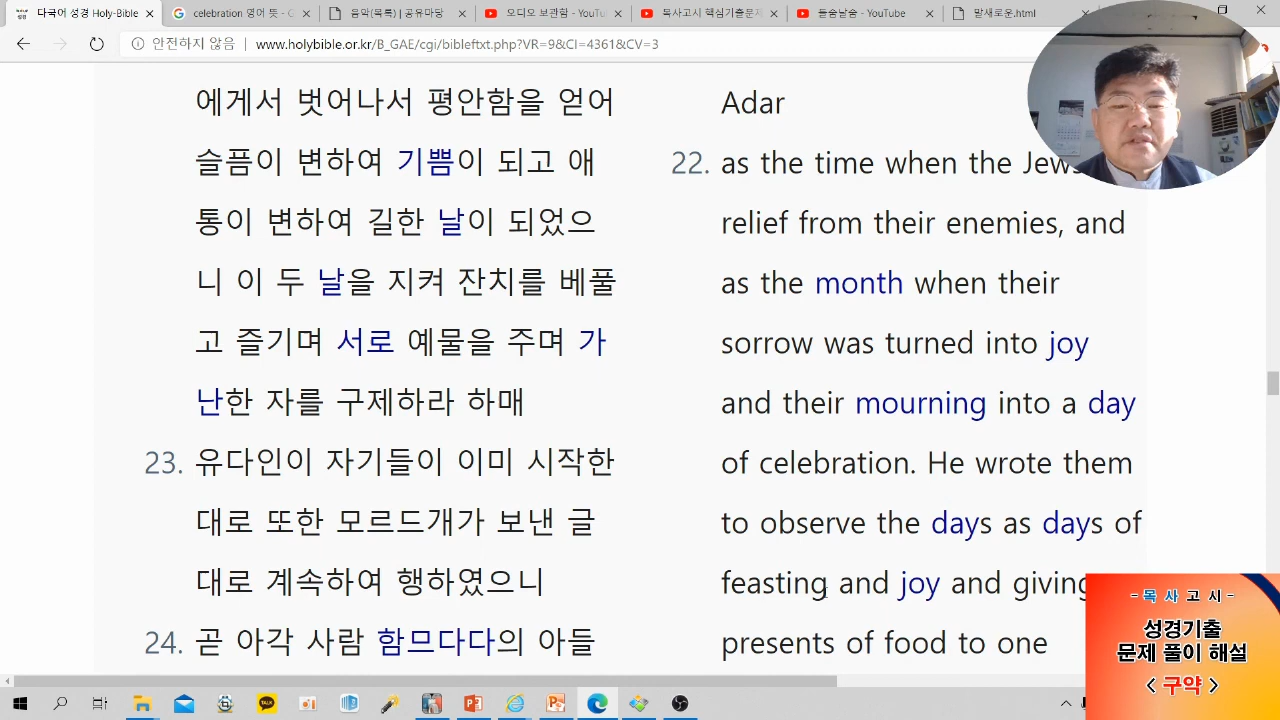 다국어 성경 Holy-Bible
celebration 영어 뜻 - G
음악(목록) | 공유마당
오디오 보관함 - YouTu
목사고시 핵심기출문제
들숨날숨 - YouTube
말새로운.html
안전하지 않음
www.holybible.or.kr/B_GAE/cgi/bibleftxt.php?VR=9&CI=4361&CV=3
에게서 벗어나서 평안함을 얻어
슬픔이 변하여 기쁨이 되고 애
통이 변하여 길한 날이 되었으
니 이 두 날을 지켜 잔치를 베풀
고 즐기며 서로 예물을 주며 가
난한 자를 구제하라 하매
23. 유다인이 자기들이 이미 시작한
대로 또한 모르드개가 보낸 글
대로 계속하여 행하였으니
24. 곧 아각 사람 함므다다의 아들
Adar
22. as the time when the Jews
relief from their enemies, and
as the month when their
sorrow was turned into joy
and their mourning into a day
of celebration. He wrote them
to observe the days as days of
feasting and joy and giving
presents of food to one
- 목사고시 -
성경기출
문제 풀이 해설
< 구약 >